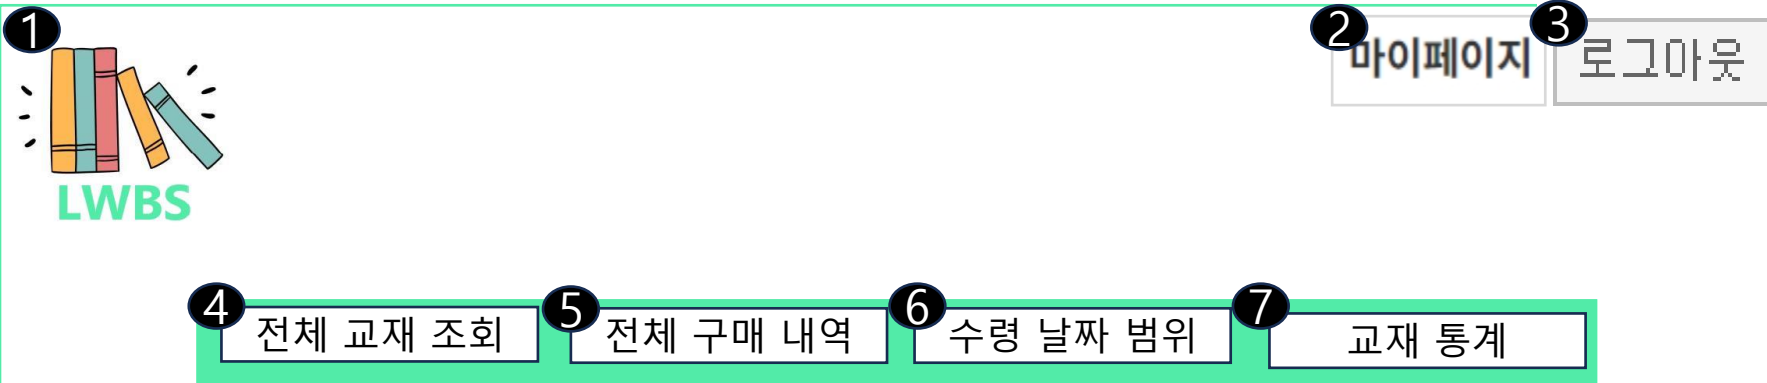 1
2 마이페이지
3 로그아웃
LWBS
4 전체 교재 조회
5 전체 구매 내역
6 수령 날짜 범위
7 교재 통계